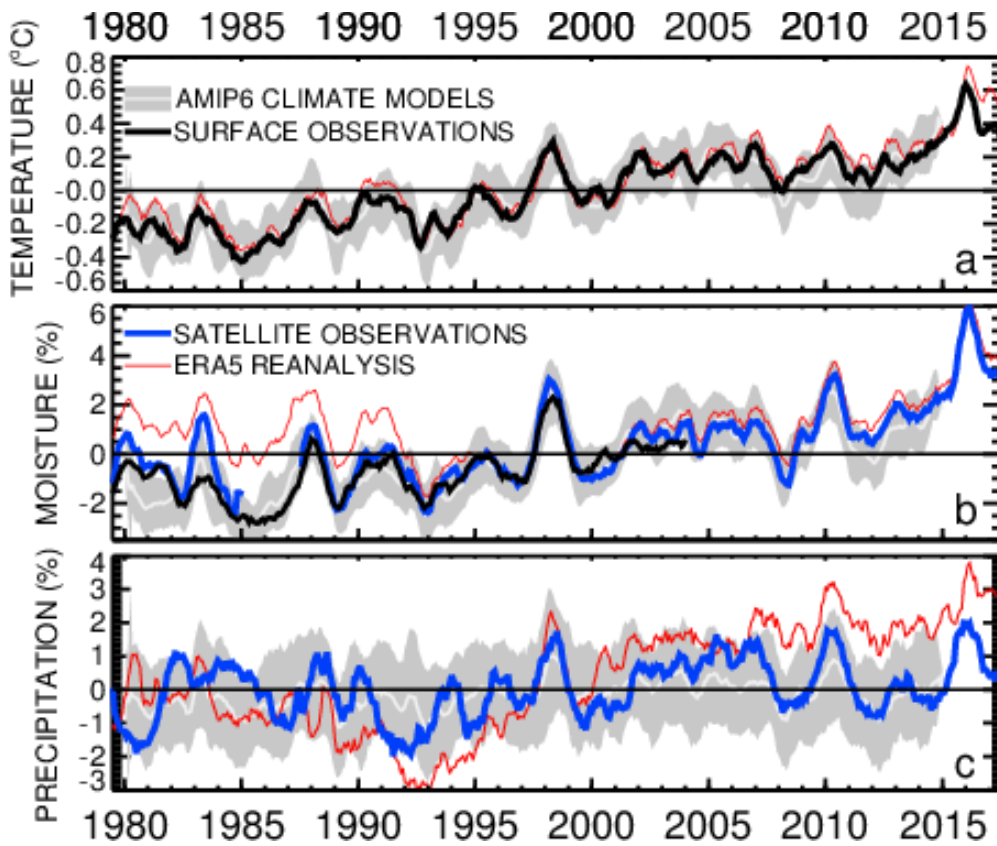 1980 1985 1990 1995 2000 2005 2010 2015
TEMPERATURE (°C)
0.8
0.6
0.4
0.2
-0.0
-0.2
-0.4
-0.6
AMIP6 CLIMATE MODELS
SURFACE OBSERVATIONS
a
MOISTURE (%)
6
4
2
0
-2
SATELLITE OBSERVATIONS
ERA5 REANALYSIS
b
PRECIPITATION (%)
4
3
2
1
0
-1
-2
-3
c
1980 1985 1990 1995 2000 2005 2010 2015